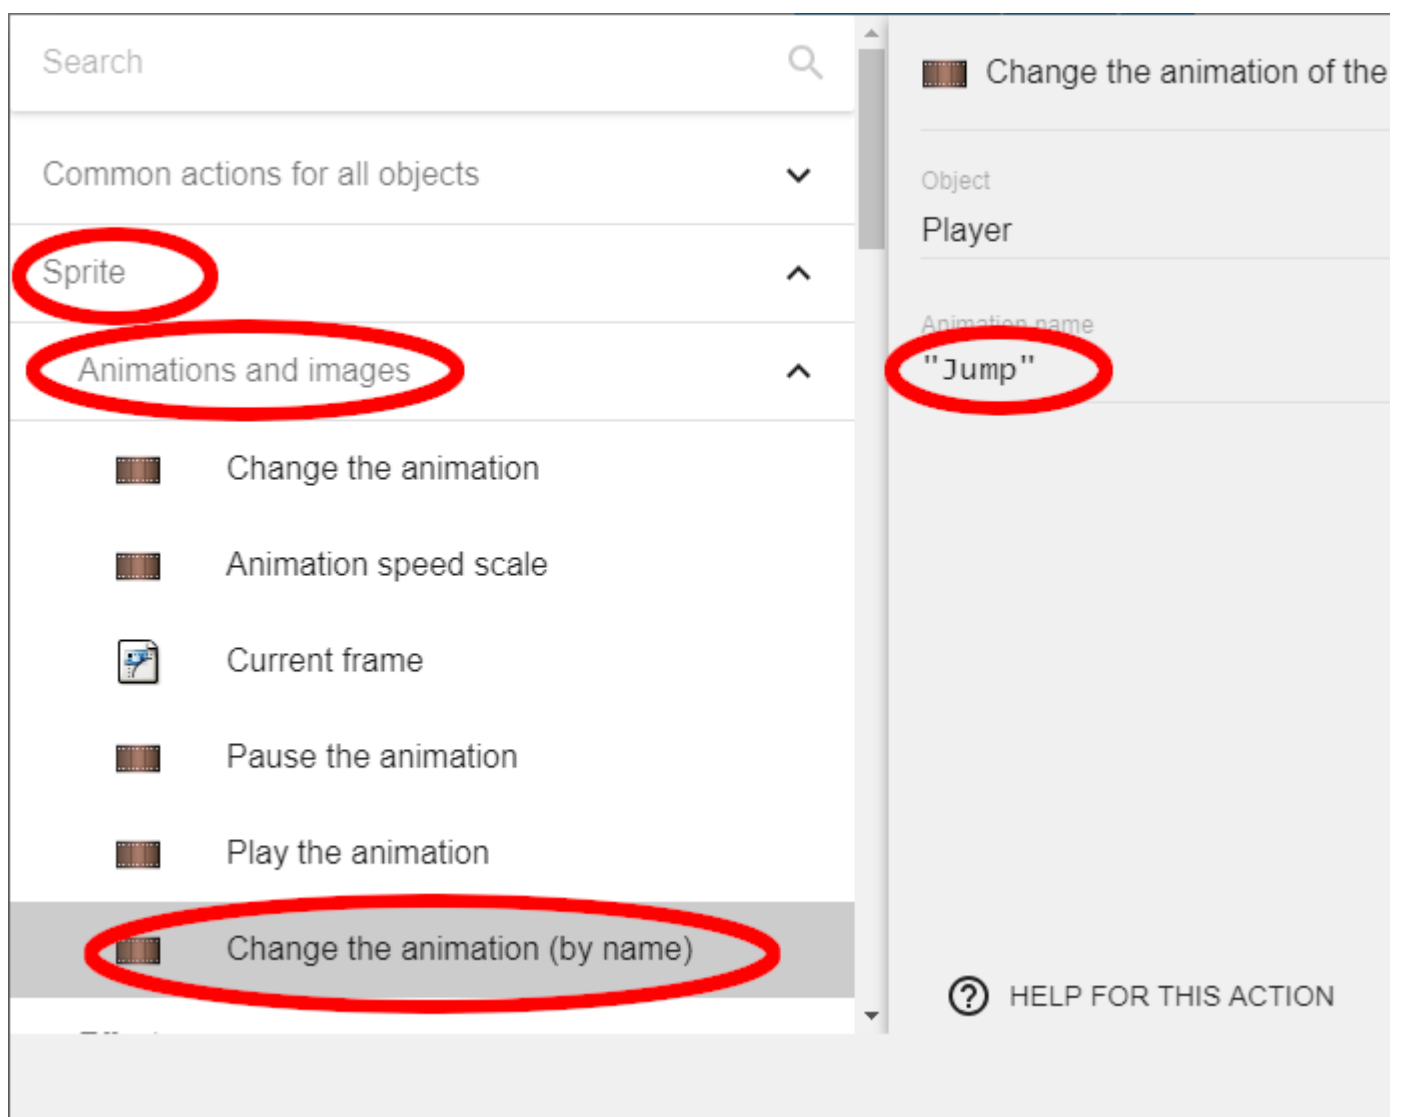 Search
Common actions for all objects
Sprite
Animations and images
Change the animation
Animation speed scale
Current frame
Pause the animation
Play the animation
Change the animation (by name)
Change the animation of the
Object
Player
Animation name
"Jump"
HELP FOR THIS ACTION